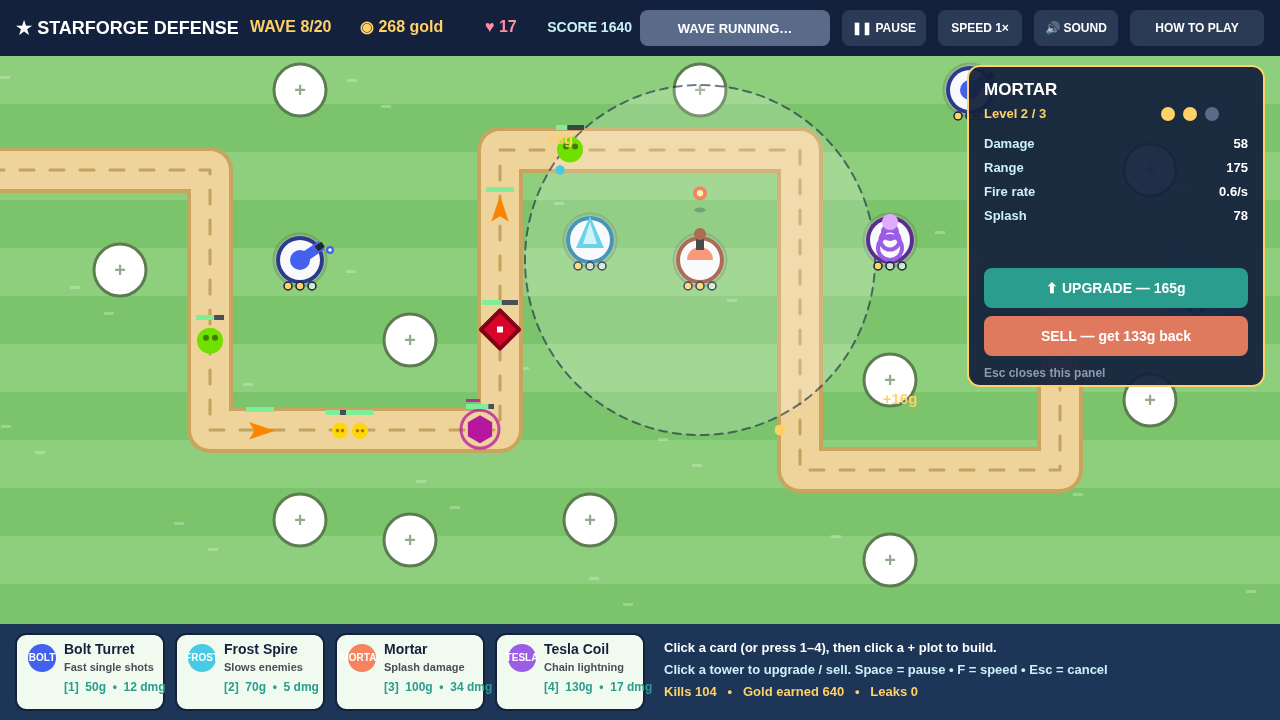 ★ STARFORGE DEFENSE WAVE 8/20 ◉ 268 gold ♥ 17 SCORE 1640 WAVE RUNNING… ❚❚ PAUSE SPEED 1× 🔊 SOUND HOW TO PLAY
MORTAR
Level 2 / 3
Damage 58
Range 175
Fire rate 0.6/s
Splash 78
⬆ UPGRADE — 165g
SELL — get 133g back
Esc closes this panel
+16g
BOLT Bolt Turret
Fast single shots
[1] 50g • 12 dmg
FROST Frost Spire
Slows enemies
[2] 70g • 5 dmg
ORTA Mortar
Splash damage
[3] 100g • 34 dmg
TESLA Tesla Coil
Chain lightning
[4] 130g • 17 dmg
Click a card (or press 1–4), then click a + plot to build.
Click a tower to upgrade / sell. Space = pause • F = speed • Esc = cancel
Kills 104 • Gold earned 640 • Leaks 0